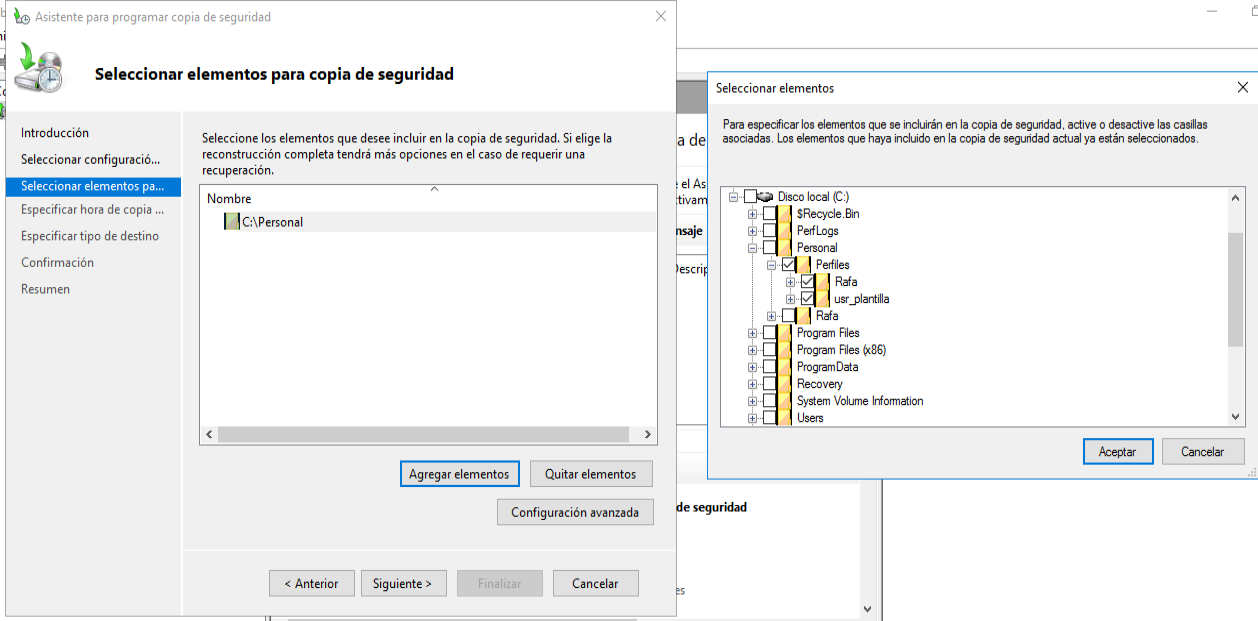 Asistente para programar copia de seguridad
Seleccionar elementos para copia de seguridad
Introducción
Seleccionar configuració...
Seleccionar elementos pa...
Especificar hora de copia ...
Especificar tipo de destino
Confirmación
Resumen
Seleccione los elementos que desee incluir en la copia de seguridad. Si elige la
reconstrucción completa tendrá más opciones en el caso de requerir una
recuperación.
Nombre
C:\Personal
Agregar elementos
Quitar elementos
Configuración avanzada
< Anterior
Siguiente >
Finalizar
Cancelar
a de
e el As
ctivam
nsaje
Descrip
de seguridad
es
Seleccionar elementos
Para especificar los elementos que se incluirán en la copia de seguridad, active o desactive las casillas
asociadas. Los elementos que haya incluido en la copia de seguridad actual ya están seleccionados.
Disco local (C:)
$Recycle.Bin
PerfLogs
Personal
Perfiles
Rafa
usr_plantilla
Rafa
Program Files
Program Files (x86)
ProgramData
Recovery
System Volume Information
Users
Aceptar
Cancelar